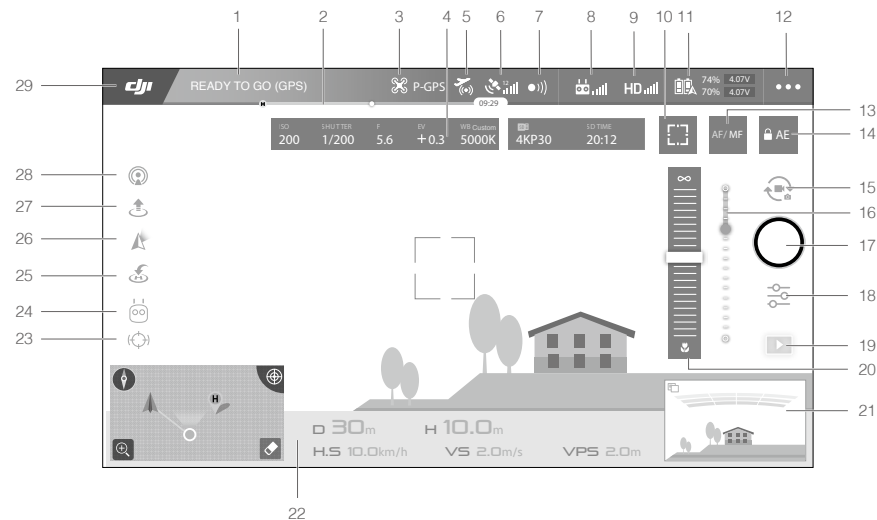 1 2 3 4 5 6 7 8 9 10 11 12
29 dji READY TO GO (GPS) P-GPS 12 HD 74% 4.07V
70% 4.07V
H 09:29
ISO SHUTTER F EV WB Custom SD TIME
200 1/200 5.6 +0.3 5000K 4KP30 20:12
AF/MF AE
13
14
28 ∞ 15
27 16
26 17
25
24 18
23 19
20
H 21
D 30m H 10.0m
H.S 10.0km/h VS 2.0m/s VPS 2.0m
22